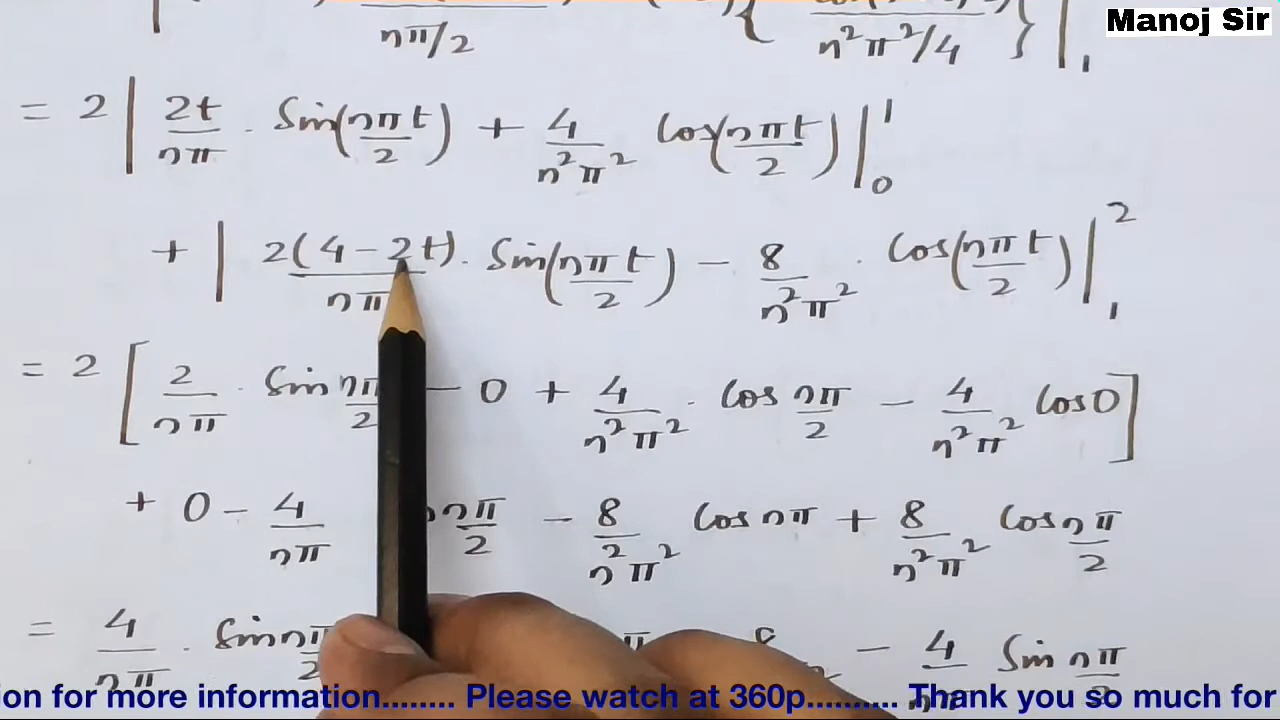 Manoj Sir
nπ/2 { n²π²/4 } |₁
= 2 | 2t/nπ . Sin(nπt/2) + 4/n²π² Cos(nπt/2) |₀¹
+ | 2(4-2t)/nπ . Sin(nπt/2) - 8/n²π² . Cos(nπt/2) |₁²
= 2 [ 2/nπ . Sin nπ/2 - 0 + 4/n²π² . Cos nπ/2 - 4/n²π² Cos0 ]
+ 0 - 4/nπ nπ/2 - 8/n²π² Cos nπ + 8/n²π² Cos nπ/2
= 4/nπ . Sin nπ - 4 Sin nπ
ion for more information........ Please watch at 360p.......... Thank you so much for